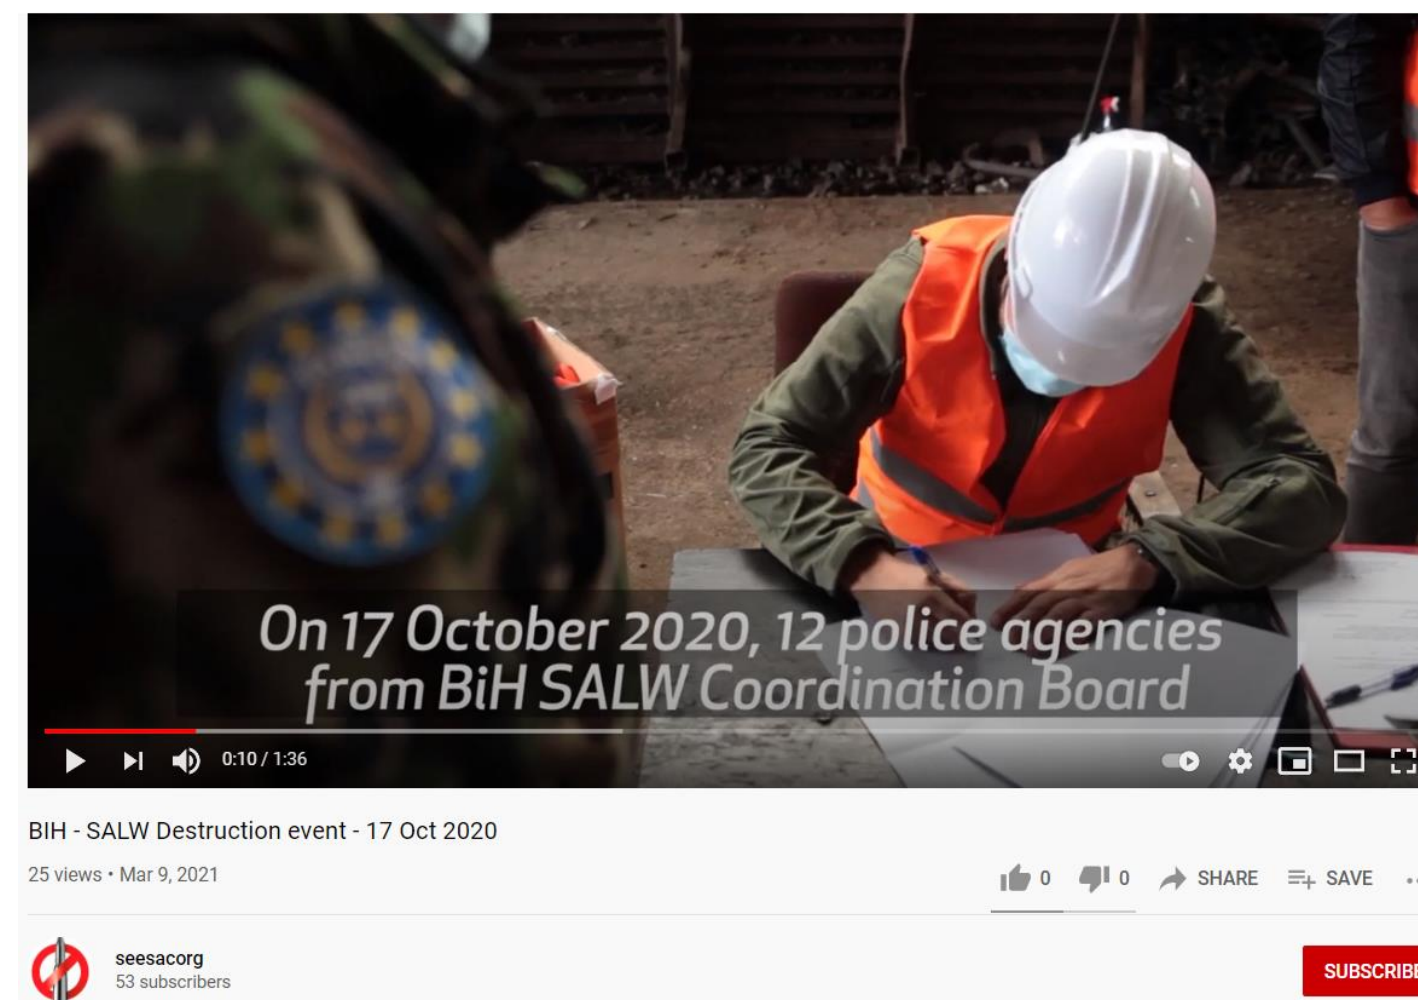 On 17 October 2020, 12 police agencies
from BiH SALW Coordination Board
0:10 / 1:36
BIH - SALW Destruction event - 17 Oct 2020
25 views • Mar 9, 2021
0
0
SHARE
SAVE
seesacorg
53 subscribers
SUBSCRIBE